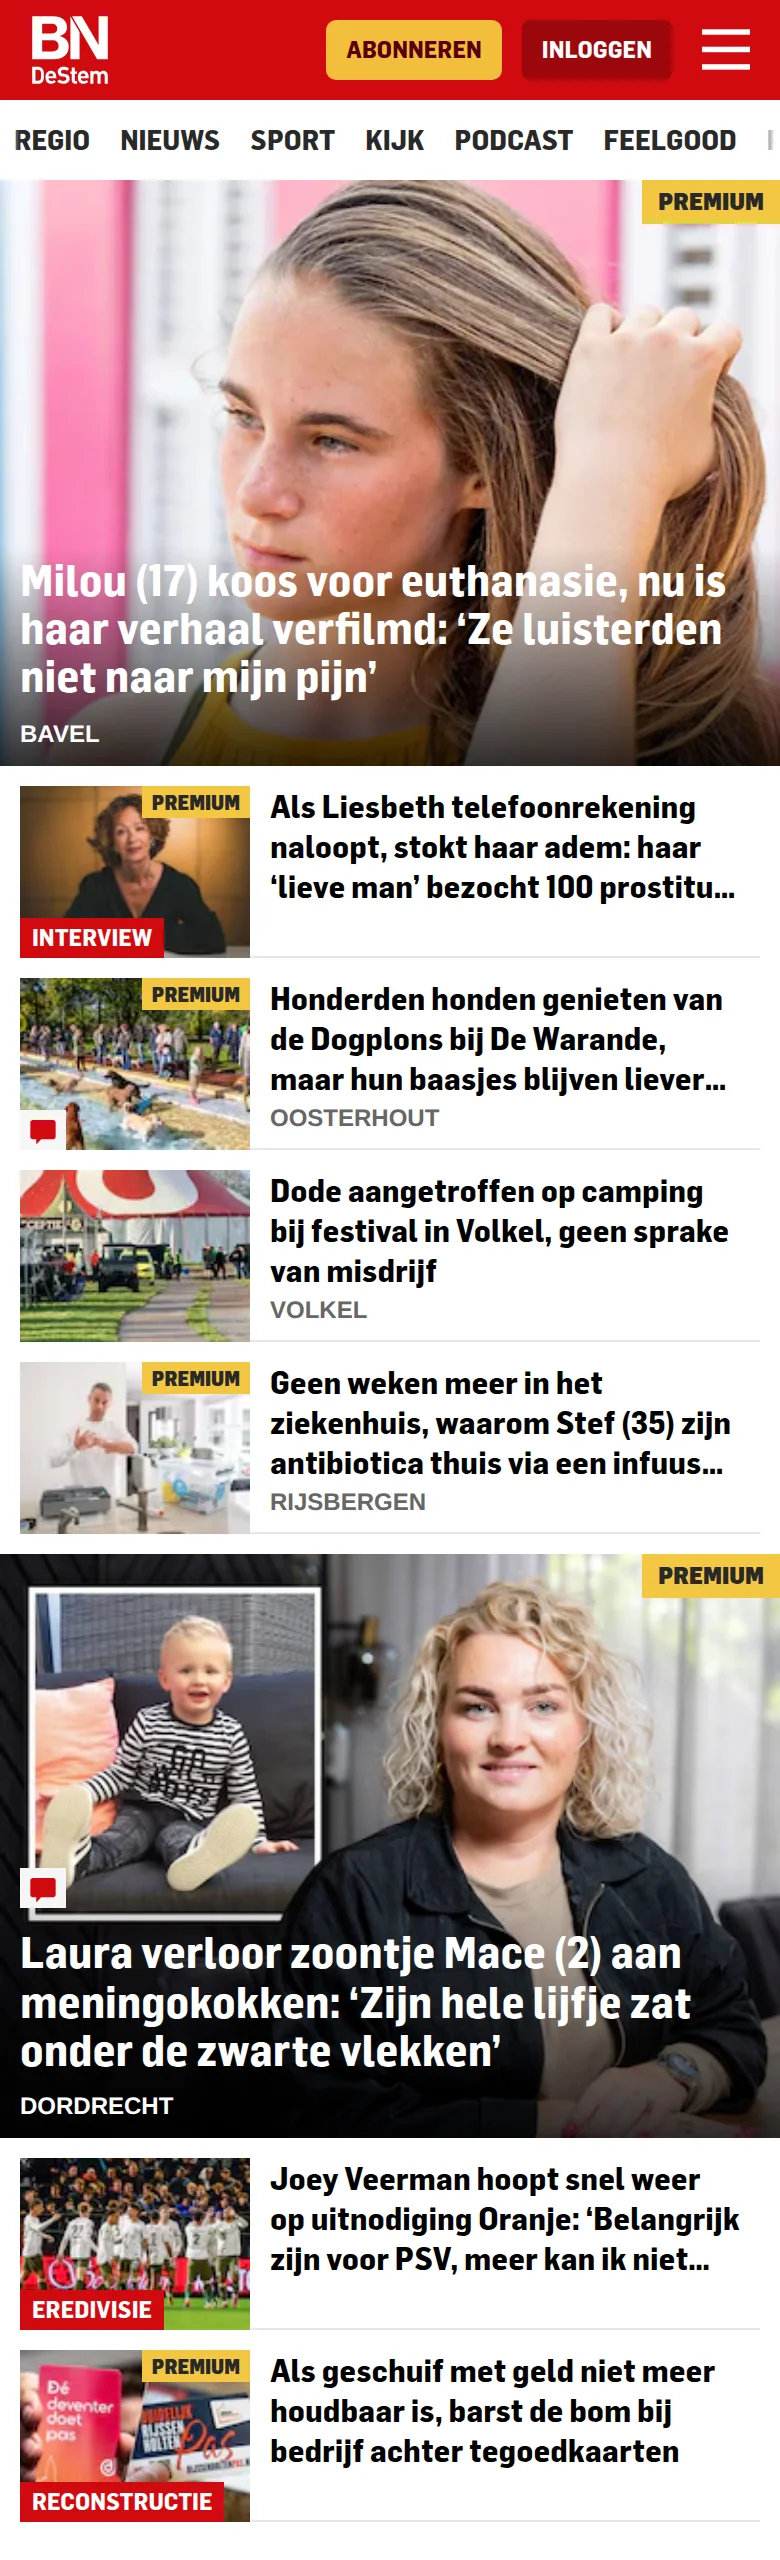 BN
DeStem
ABONNEREN
INLOGGEN
REGIO NIEUWS SPORT KIJK PODCAST FEELGOOD
PREMIUM
Milou (17) koos voor euthanasie, nu is
haar verhaal verfilmd: ‘Ze luisterden
niet naar mijn pijn’
BAVEL
PREMIUM
INTERVIEW
Als Liesbeth telefoonrekening
naloopt, stokt haar adem: haar
‘lieve man’ bezocht 100 prostitu...
PREMIUM
Honderden honden genieten van
de Dogplons bij De Warande,
maar hun baasjes blijven liever...
OOSTERHOUT
Dode aangetroffen op camping
bij festival in Volkel, geen sprake
van misdrijf
VOLKEL
PREMIUM
Geen weken meer in het
ziekenhuis, waarom Stef (35) zijn
antibiotica thuis via een infuus...
RIJSBERGEN
PREMIUM
GO
BOYS
Laura verloor zoontje Mace (2) aan
meningokokken: ‘Zijn hele lijfje zat
onder de zwarte vlekken’
DORDRECHT
EREDIVISIE
Joey Veerman hoopt snel weer
op uitnodiging Oranje: ‘Belangrijk
zijn voor PSV, meer kan ik niet...
PREMIUM
Dé
deventer
doet
pas
Pas
RECONSTRUCTIE
Als geschuif met geld niet meer
houdbaar is, barst de bom bij
bedrijf achter tegoedkaarten